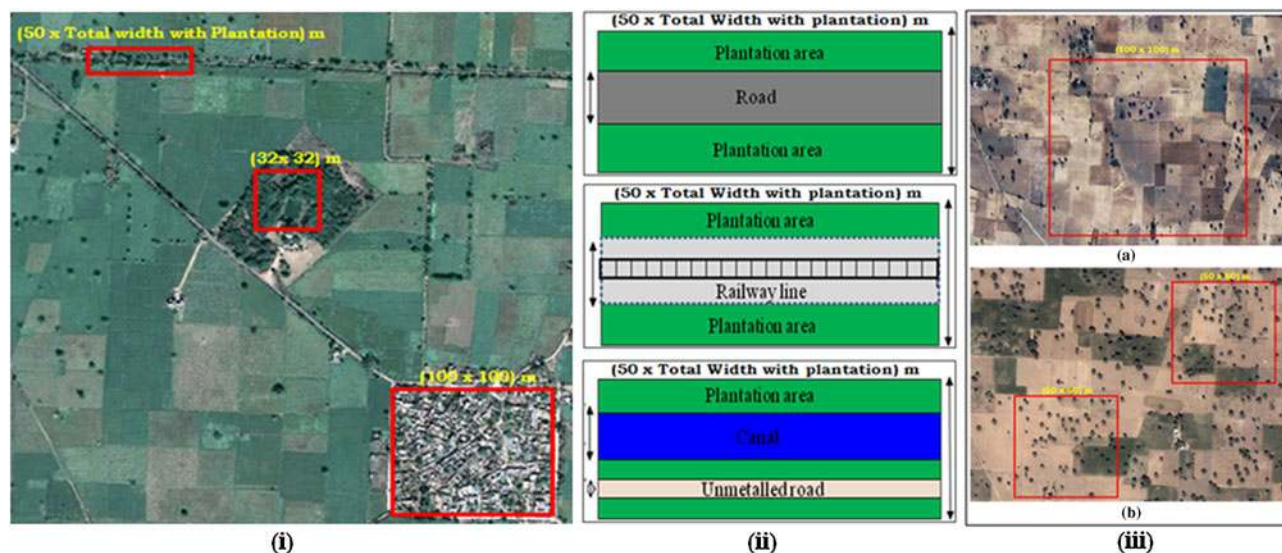 (50 x Total width with Plantation) m
(32x 32) m
(100 x 100) m
(i)
(50 x Total Width with plantation) m
Plantation area
Road
Plantation area
(50 x Total Width with plantation) m
Plantation area
Railway line
Plantation area
(50 x Total Width with plantation) m
Plantation area
Canal
Unmetalled road
(ii)
(100 x 100) m
(a)
(b)
(iii)